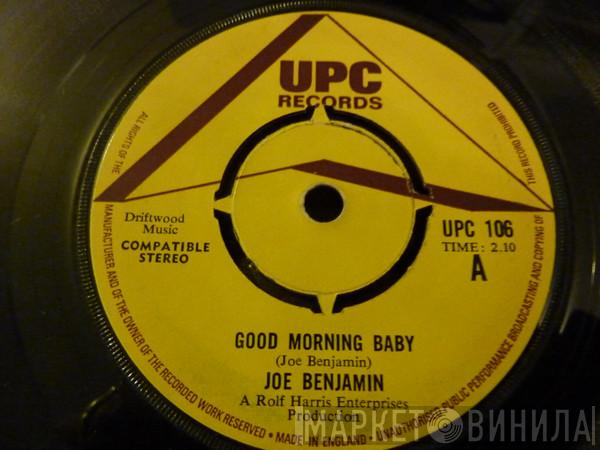 UPC
RECORDS
Driftwood
Music
COMPATIBLE
STEREO
UPC 106
TIME: 2.10
A
GOOD MORNING BABY
(Joe Benjamin)
JOE BENJAMIN
A Rolf Harris Enterprises
Production
ALL RIGHTS OF THE MANUFACTURER AND OF THE OWNER OF THE RECORDED WORK RESERVED • MADE IN ENGLAND • UNAUTHORISED PUBLIC PERFORMANCE BROADCASTING AND COPYING OF THIS RECORD PROHIBITED
МАРКЕТ ВИНИЛА